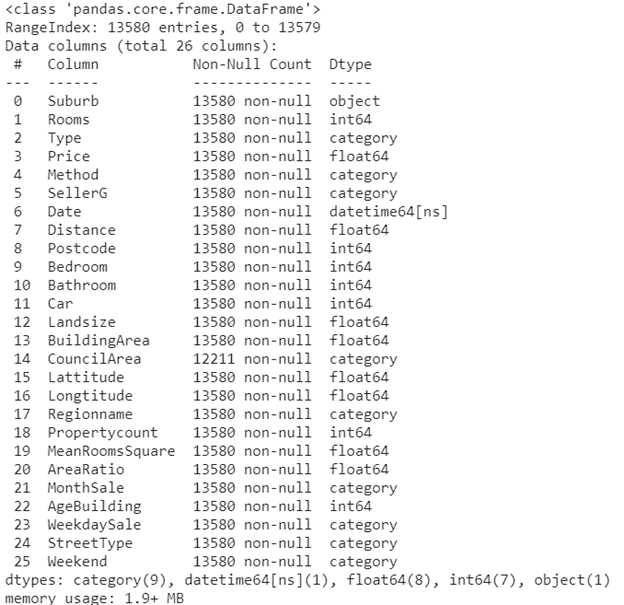 <class 'pandas.core.frame.DataFrame'>
RangeIndex: 13580 entries, 0 to 13579
Data columns (total 26 columns):
 #   Column           Non-Null Count  Dtype
---  ------           --------------  -----
 0   Suburb           13580 non-null  object
 1   Rooms            13580 non-null  int64
 2   Type             13580 non-null  category
 3   Price            13580 non-null  float64
 4   Method           13580 non-null  category
 5   SellerG          13580 non-null  category
 6   Date             13580 non-null  datetime64[ns]
 7   Distance         13580 non-null  float64
 8   Postcode         13580 non-null  int64
 9   Bedroom          13580 non-null  int64
 10  Bathroom         13580 non-null  int64
 11  Car              13580 non-null  int64
 12  Landsize         13580 non-null  float64
 13  BuildingArea     13580 non-null  float64
 14  CouncilArea      12211 non-null  category
 15  Lattitude        13580 non-null  float64
 16  Longtitude       13580 non-null  float64
 17  Regionname       13580 non-null  category
 18  Propertycount    13580 non-null  int64
 19  MeanRoomsSquare  13580 non-null  float64
 20  AreaRatio        13580 non-null  float64
 21  MonthSale        13580 non-null  category
 22  AgeBuilding      13580 non-null  int64
 23  WeekdaySale      13580 non-null  category
 24  StreetType       13580 non-null  category
 25  Weekend          13580 non-null  category
dtypes: category(9), datetime64[ns](1), float64(8), int64(7), object(1)
memory usage: 1.9+ MB